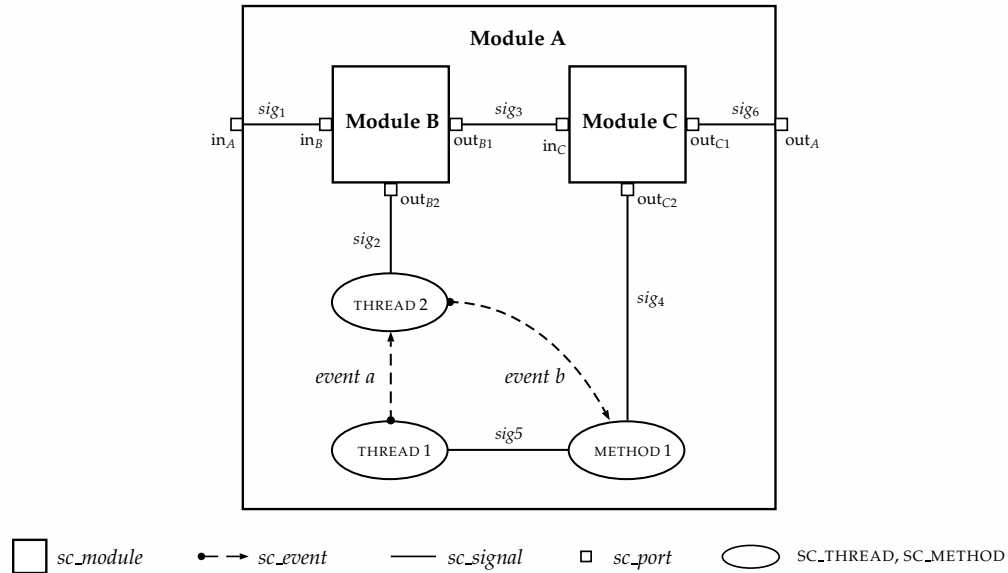 Module A
sig1 sig3 sig6
Module B Module C
inA inB outB1 inC outC1 outA
outB2 outC2
sig2
THREAD 2 sig4
event a event b
sig5
THREAD 1 METHOD 1
sc_module sc_event sc_signal sc_port SC_THREAD, SC_METHOD